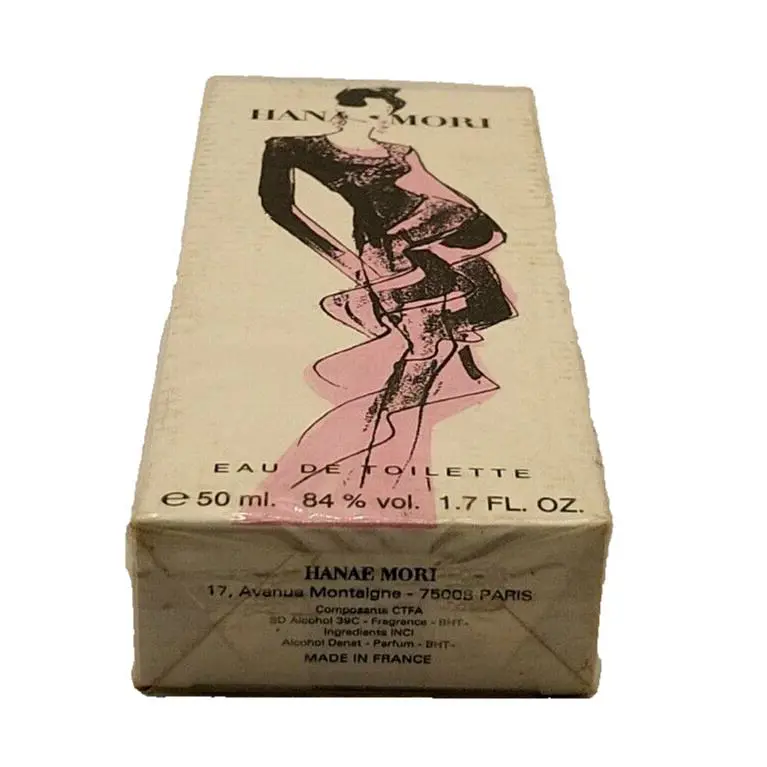 HANAE MORI
EAU DE TOILETTE
℮ 50 ml. 84 % vol. 1.7 FL. OZ.
HANAE MORI
17, Avenue Montaigne - 75008 PARIS
Composants CTFA
SD Alcohol 39C - Fragrance - BHT-
Ingredients INCI
Alcohol Denat - Parfum - BHT-
MADE IN FRANCE